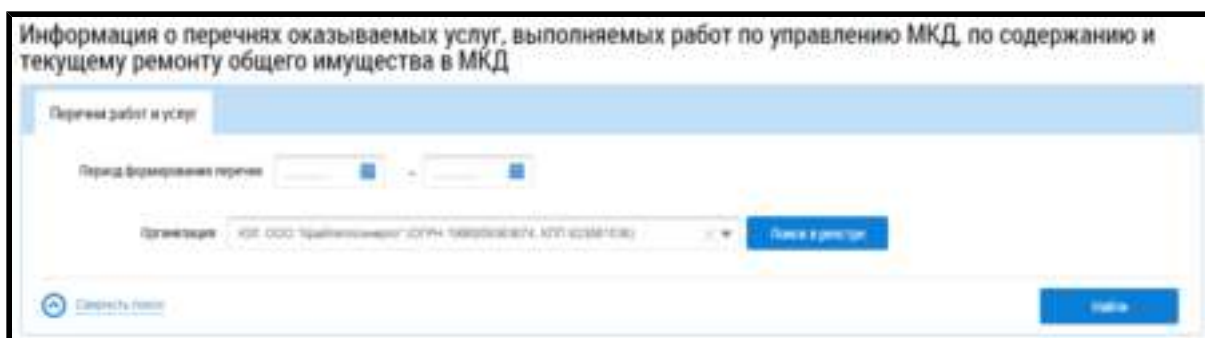 Информация о перечнях оказываемых услуг, выполняемых работ по управлению МКД, по содержанию и
текущему ремонту общего имущества в МКД
Перечни работ и услуг
Период формирования перечня
Организация
ООО
Поиск в реестре
Свернуть поиск
Найти